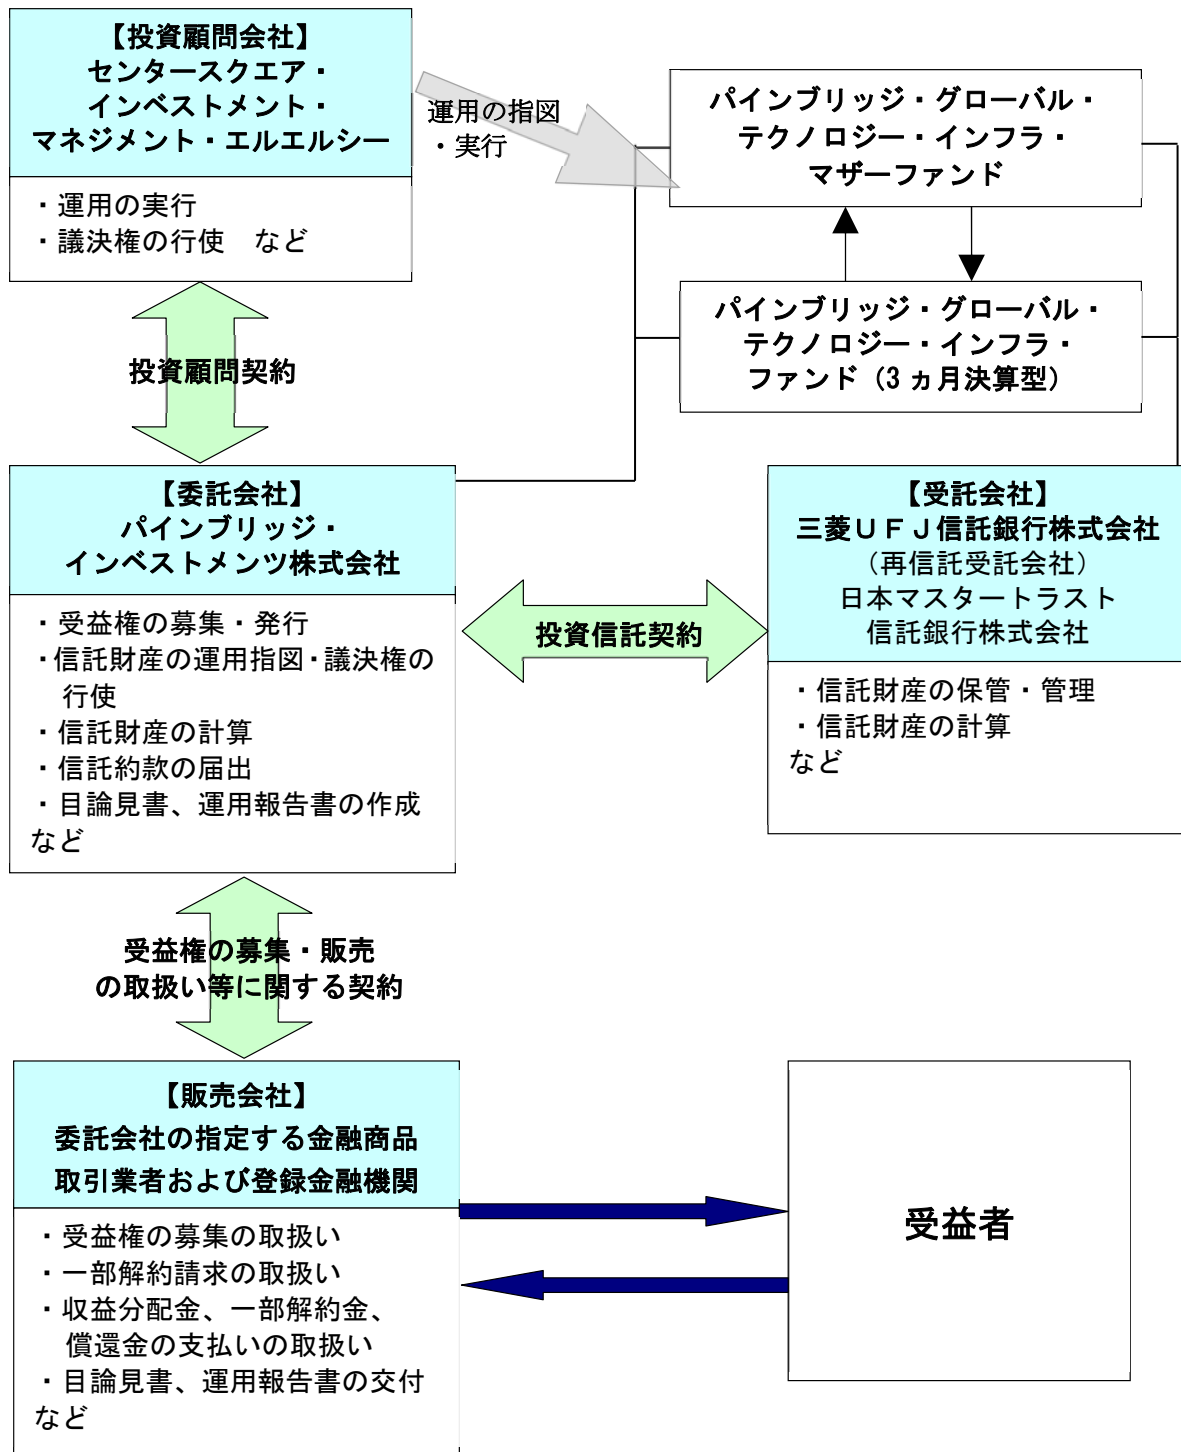 【投資顧問会社】
センタースクエア・
インベストメント・
マネジメント・エルエルシー
・運用の実行
・議決権の行使　など
運用の指図
・実行
パインブリッジ・グローバル・
テクノロジー・インフラ・
マザーファンド
パインブリッジ・グローバル・
テクノロジー・インフラ・
ファンド（3ヵ月決算型）
投資顧問契約
【委託会社】
パインブリッジ・
インベストメンツ株式会社
・受益権の募集・発行
・信託財産の運用指図・議決権の
行使
・信託財産の計算
・信託約款の届出
・目論見書、運用報告書の作成
など
投資信託契約
【受託会社】
三菱ＵＦＪ信託銀行株式会社
（再信託受託会社）
日本マスタートラスト
信託銀行株式会社
・信託財産の保管・管理
・信託財産の計算
など
受益権の募集・販売
の取扱い等に関する契約
【販売会社】
委託会社の指定する金融商品
取引業者および登録金融機関
・受益権の募集の取扱い
・一部解約請求の取扱い
・収益分配金、一部解約金、
償還金の支払いの取扱い
・目論見書、運用報告書の交付
など
受益者